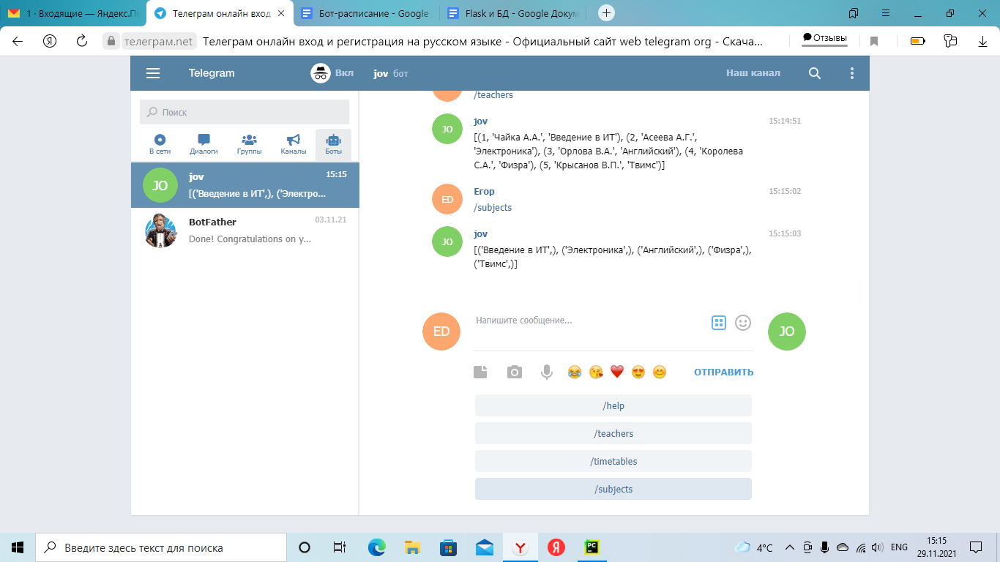 1 · Входящие — Яндекс.По
Телеграм онлайн вход
Бот-расписание - Google
Flask и БД - Google Докум
телеграм.net
Телеграм онлайн вход и регистрация на русском языке - Официальный сайт web telegram org - Скача...
Отзывы
Telegram
Вкл
jov бот
Наш канал
Поиск
В сети
Диалоги
Группы
Каналы
Боты
JO
jov
15:15
[('Введение в ИТ',), ('Электро...
BotFather
03.11.21
Done! Congratulations on y...
/teachers
JO
jov
15:14:51
[(1, 'Чайка А.А.', 'Введение в ИТ'), (2, 'Асеева А.Г.',
'Электроника'), (3, 'Орлова В.А.', 'Английский'), (4, 'Королева
С.А.', 'Физра'), (5, 'Крысанов В.П.', 'Твимс')]
ED
Егор
15:15:02
/subjects
JO
jov
15:15:03
[('Введение в ИТ',), ('Электроника',), ('Английский',), ('Физра',),
('Твимс',)]
ED
Напишите сообщение...
JO
ОТПРАВИТЬ
/help
/teachers
/timetables
/subjects
Введите здесь текст для поиска
4°C
ENG
15:15
29.11.2021